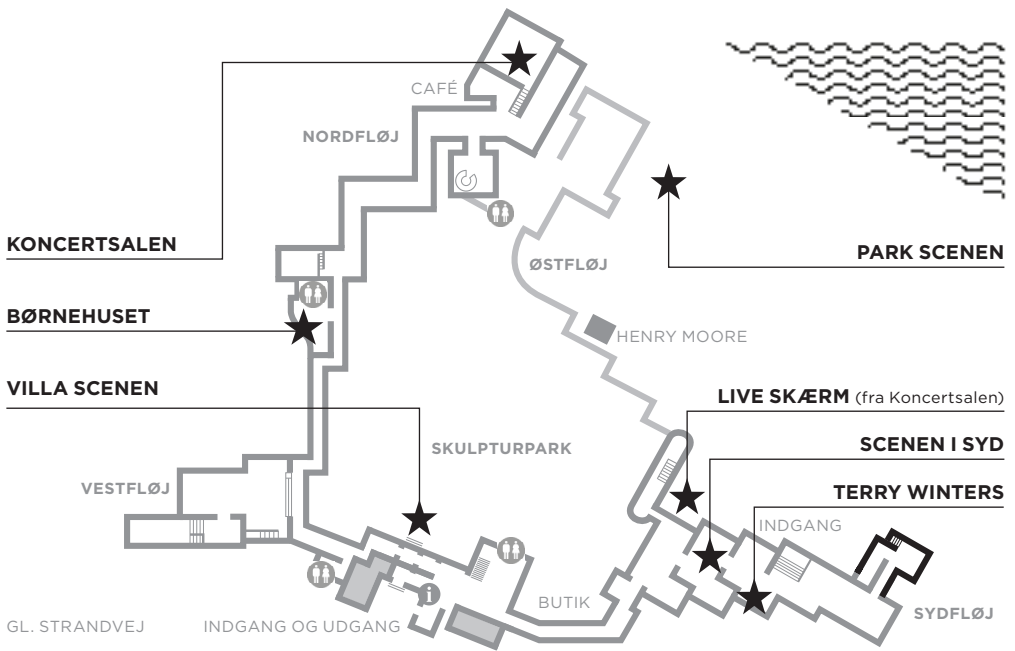 CAFÉ
NORDFLØJ
KONCERTSALEN
PARK SCENEN
ØSTFLØJ
BØRNEHUSET
HENRY MOORE
VILLA SCENEN
LIVE SKÆRM (fra Koncertsalen)
SKULPTURPARK
SCENEN I SYD
VESTFLØJ
TERRY WINTERS
INDGANG
i
BUTIK
SYDFLØJ
GL. STRANDVEJ
INDGANG OG UDGANG